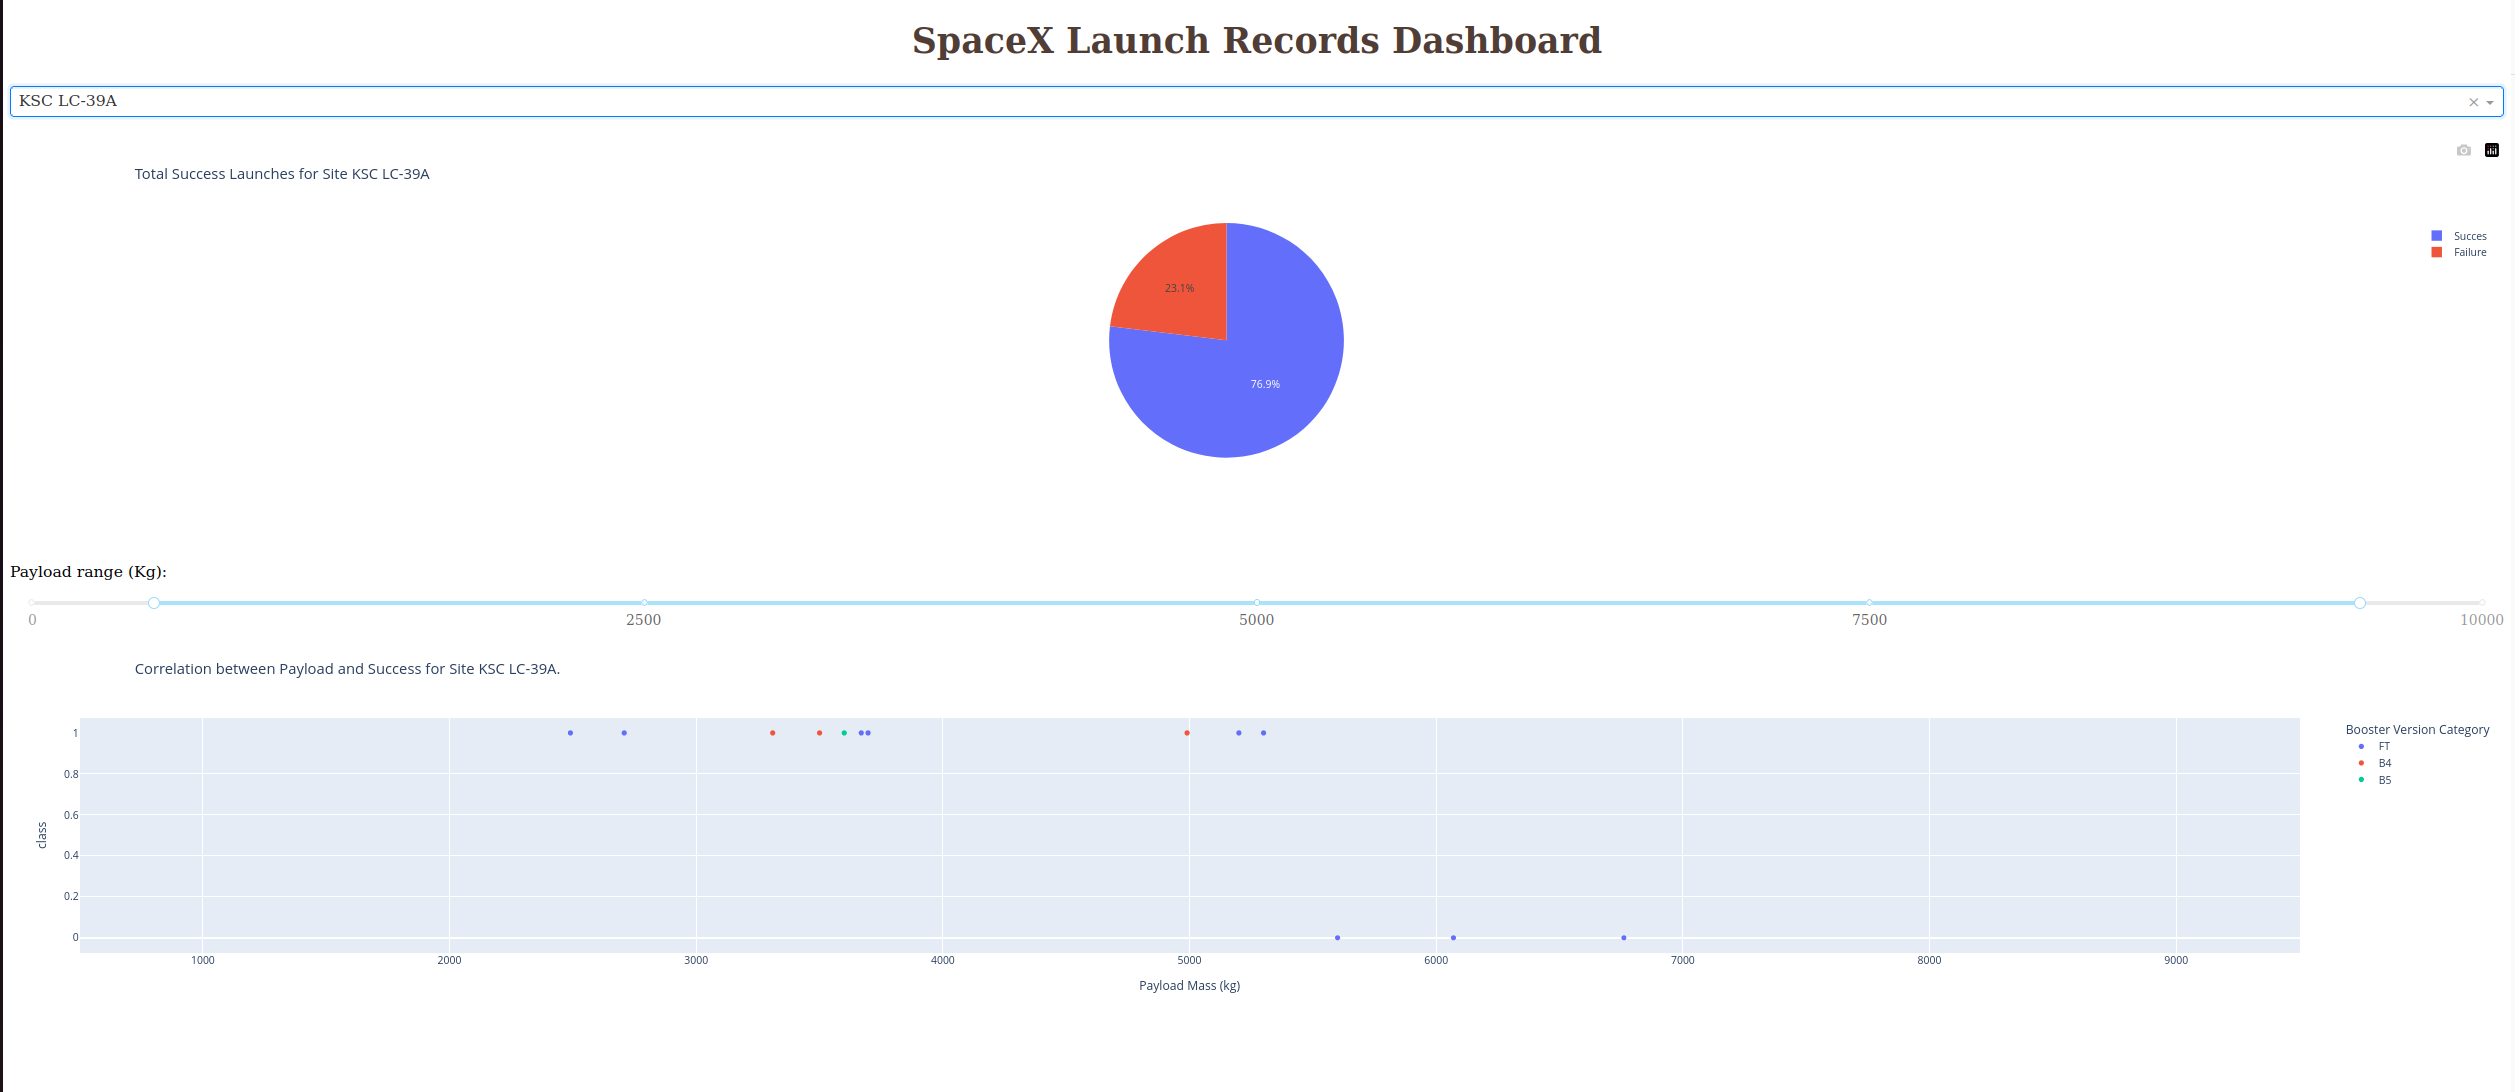 SpaceX Launch Records Dashboard
KSC LC-39A
Total Success Launches for Site KSC LC-39A
Succes
Failure
23.1%
76.9%
Payload range (Kg):
0 2500 5000 7500 10000
Correlation between Payload and Success for Site KSC LC-39A.
Booster Version Category
FT
B4
B5
1
0.8
0.6
0.4
0.2
0
class
1000 2000 3000 4000 5000 6000 7000 8000 9000
Payload Mass (kg)